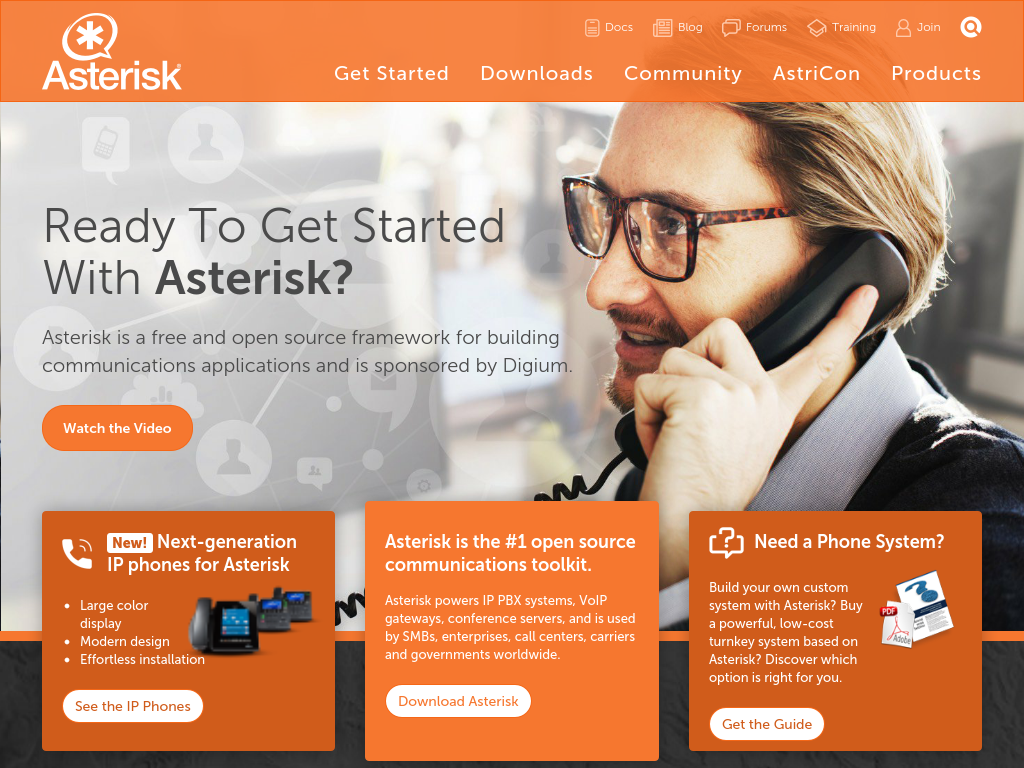 Docs
Blog
Forums
Training
Join
Asterisk
Get Started
Downloads
Community
AstriCon
Products
Ready To Get Started
With Asterisk?
Asterisk is a free and open source framework for building
communications applications and is sponsored by Digium.
Watch the Video
New! Next-generation
IP phones for Asterisk
Large color
display
Modern design
Effortless installation
See the IP Phones
Asterisk is the #1 open source
communications toolkit.
Asterisk powers IP PBX systems, VoIP
gateways, conference servers, and is used
by SMBs, enterprises, call centers, carriers
and governments worldwide.
Download Asterisk
Need a Phone System?
Build your own custom
system with Asterisk? Buy
a powerful, low-cost
turnkey system based on
Asterisk? Discover which
option is right for you.
PDF
Adobe
Get the Guide